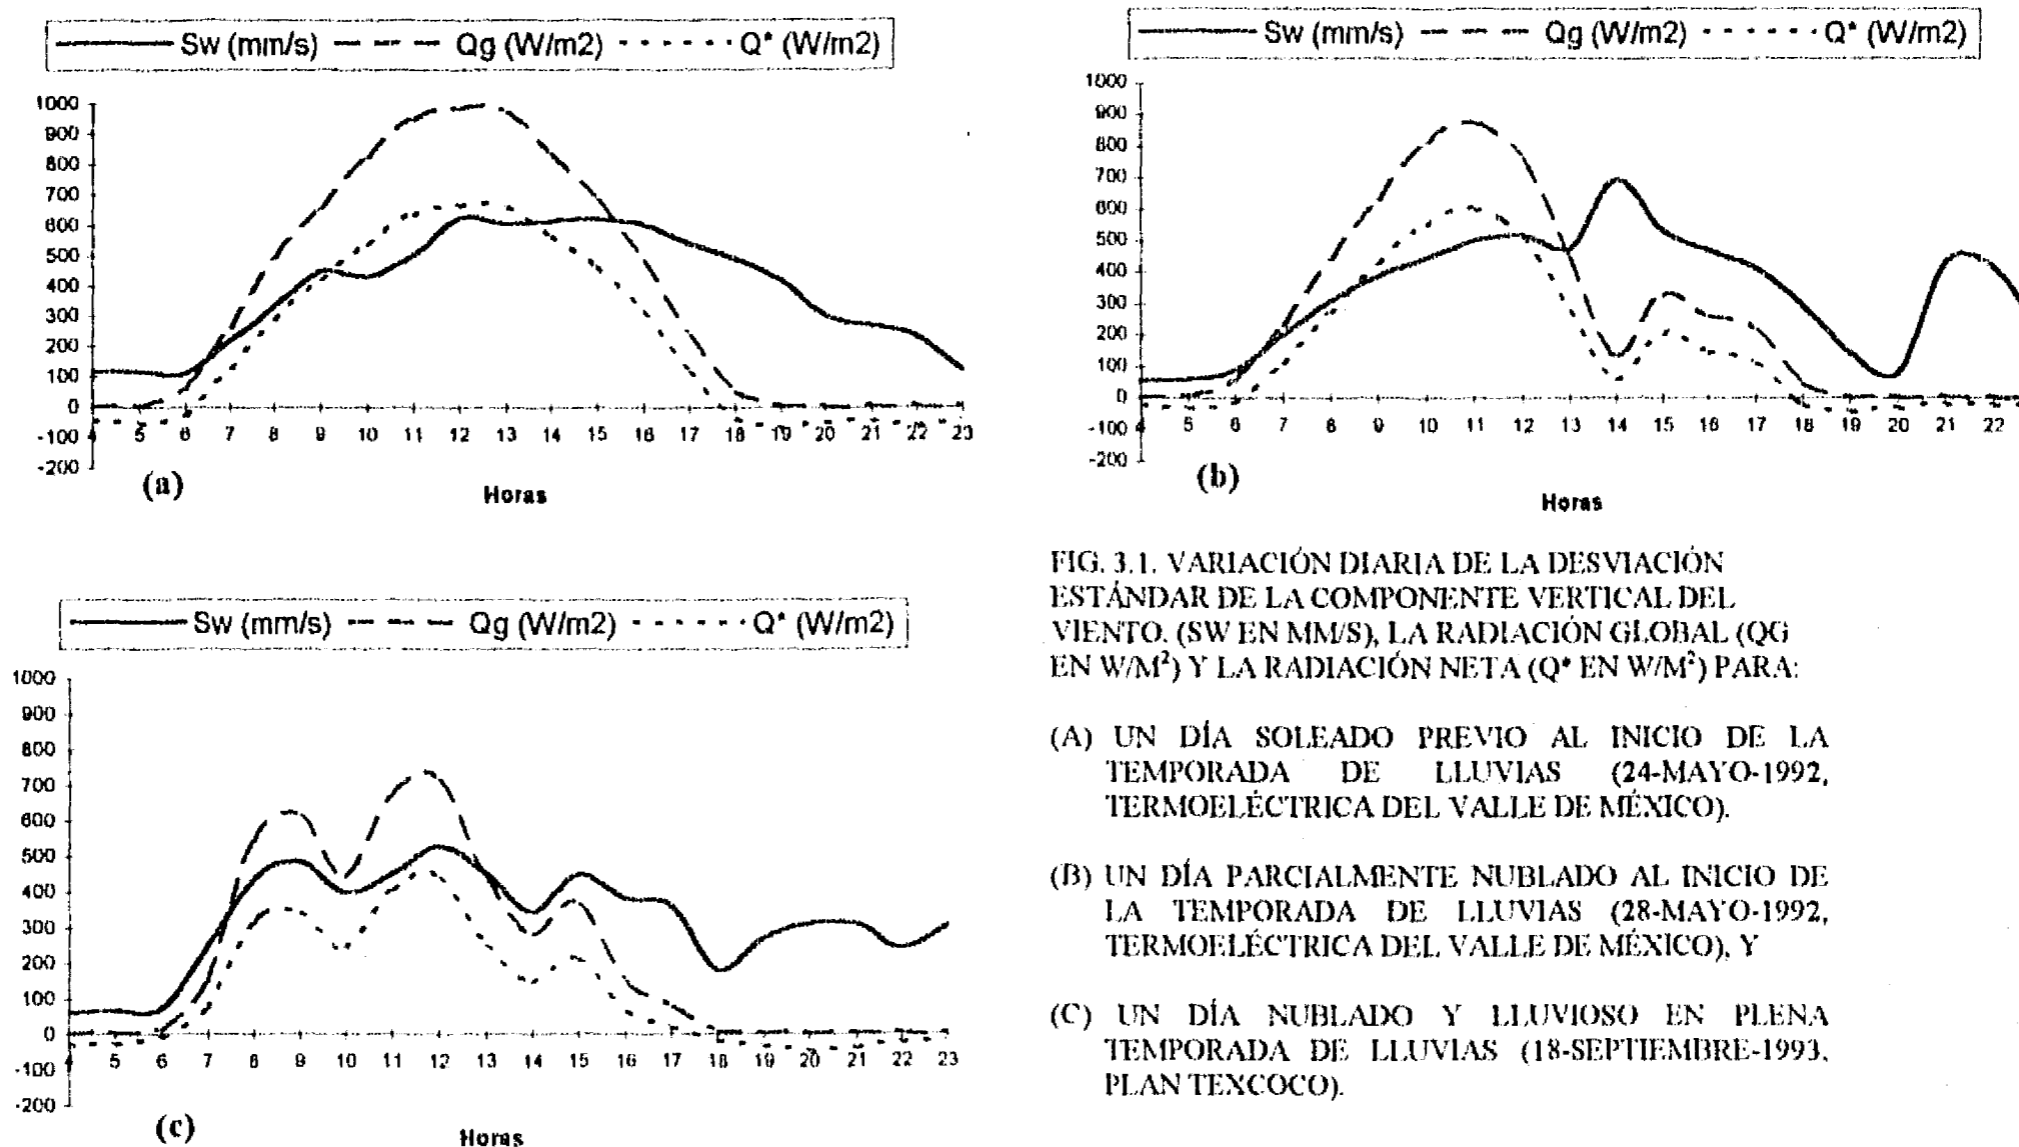 Sw (mm/s) Qg (W/m2) Q* (W/m2)
1000
900
800
700
600
500
400
300
200
100
0
-100
-200
4 5 6 7 8 9 10 11 12 13 14 15 16 17 18 19 20 21 22 23
(a)
Horas
Sw (mm/s) Qg (W/m2) Q* (W/m2)
1000
900
800
700
600
500
400
300
200
100
0
-100
-200
4 5 6 7 8 9 10 11 12 13 14 15 16 17 18 19 20 21 22
(b)
Horas
FIG. 3.1. VARIACIÓN DIARIA DE LA DESVIACIÓN
ESTÁNDAR DE LA COMPONENTE VERTICAL DEL
VIENTO. (SW EN MM/S), LA RADIACIÓN GLOBAL (QG
EN W/M²) Y LA RADIACIÓN NETA (Q* EN W/M²) PARA:
(A) UN DÍA SOLEADO PREVIO AL INICIO DE LA
TEMPORADA DE LLUVIAS (24-MAYO-1992,
TERMOELÉCTRICA DEL VALLE DE MÉXICO).
(B) UN DÍA PARCIALMENTE NUBLADO AL INICIO DE
LA TEMPORADA DE LLUVIAS (28-MAYO-1992,
TERMOELÉCTRICA DEL VALLE DE MÉXICO), Y
(C) UN DÍA NUBLADO Y LLUVIOSO EN PLENA
TEMPORADA DE LLUVIAS (18-SEPTIEMBRE-1993.
PLAN TEXCOCO).
Sw (mm/s) Qg (W/m2) Q* (W/m2)
1000
900
800
700
600
500
400
300
200
100
0
-100
-200
4 5 6 7 8 9 10 11 12 13 14 15 16 17 18 19 20 21 22 23
(c)
Horas